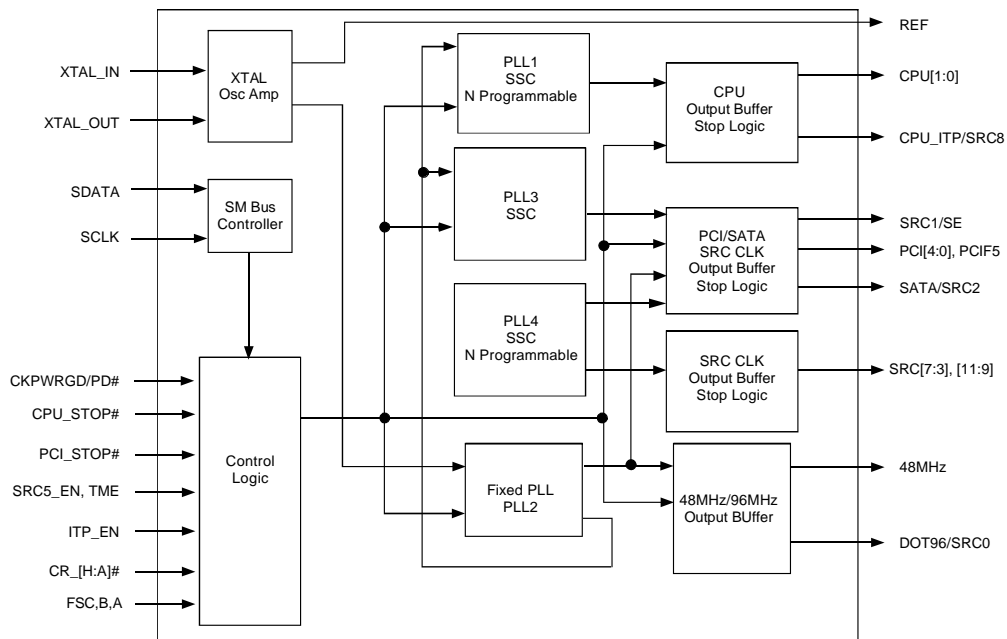 REF
XTAL_IN
XTAL_OUT
XTAL
Osc Amp
PLL1
SSC
N Programmable
CPU
Output Buffer
Stop Logic
CPU[1:0]
CPU_ITP/SRC8
SDATA
SCLK
SM Bus
Controller
PLL3
SSC
PCI/SATA
SRC CLK
Output Buffer
Stop Logic
SRC1/SE
PCI[4:0], PCIF5
SATA/SRC2
PLL4
SSC
N Programmable
SRC CLK
Output Buffer
Stop Logic
SRC[7:3], [11:9]
CKPWRGD/PD#
CPU_STOP#
PCI_STOP#
SRC5_EN, TME
ITP_EN
CR_[H:A]#
FSC,B,A
Control
Logic
Fixed PLL
PLL2
48MHz/96MHz
Output BUffer
48MHz
DOT96/SRC0